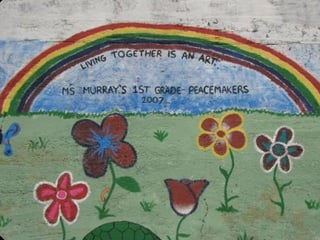 LIVING TOGETHER IS AN ART.
MS MURRAY'S 1ST GRADE PEACEMAKERS
2007